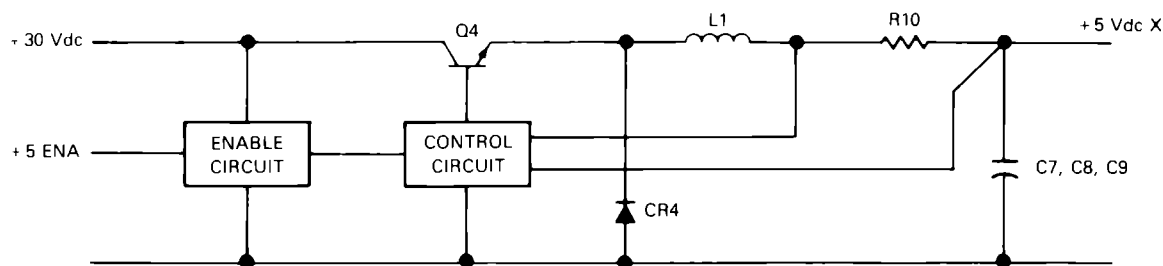 + 30 Vdc
Q4
L1
R10
+ 5 Vdc X
+ 5 ENA
ENABLE
CIRCUIT
CONTROL
CIRCUIT
CR4
C7, C8, C9